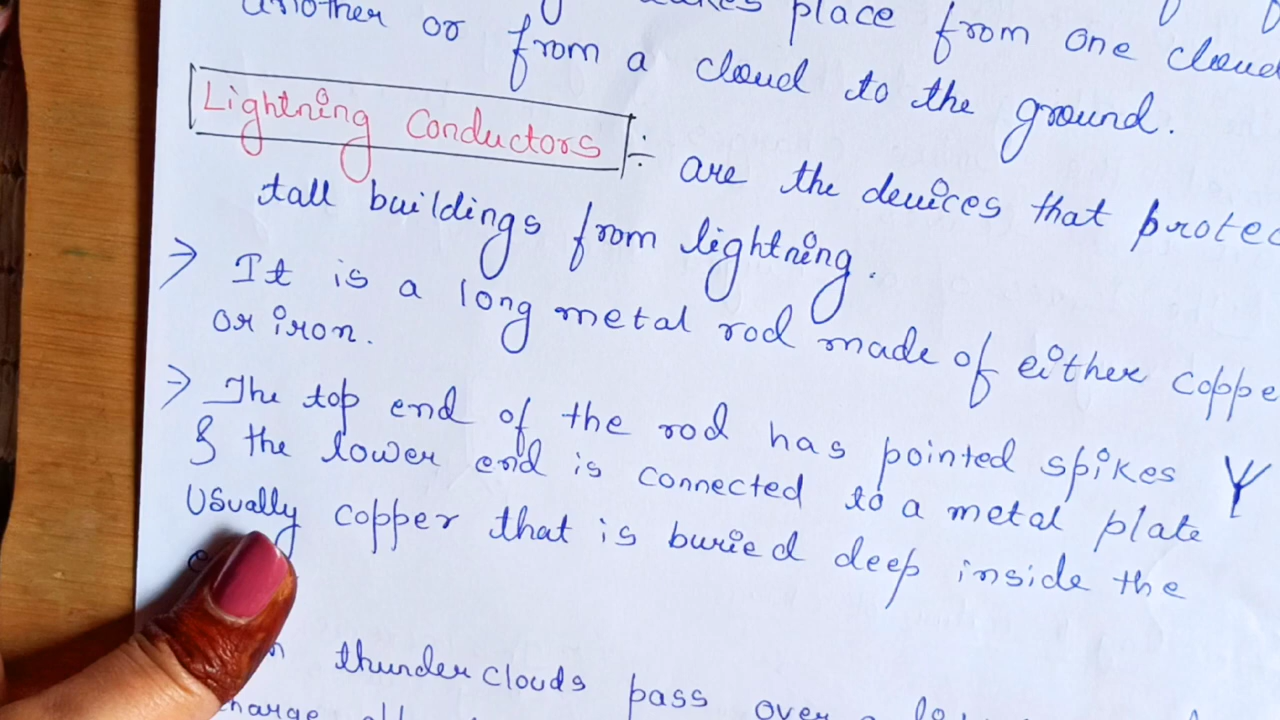 place from one cloud
another or from a cloud to the ground.
Lightning Conductors :- are the devices that protec
tall buildings from lightning.
⇒ It is a long metal rod made of either coppe
or iron.
⇒ The top end of the rod has pointed spikes
& the lower end is connected to a metal plate
Usually copper that is buried deep inside the
thunder clouds pass over a